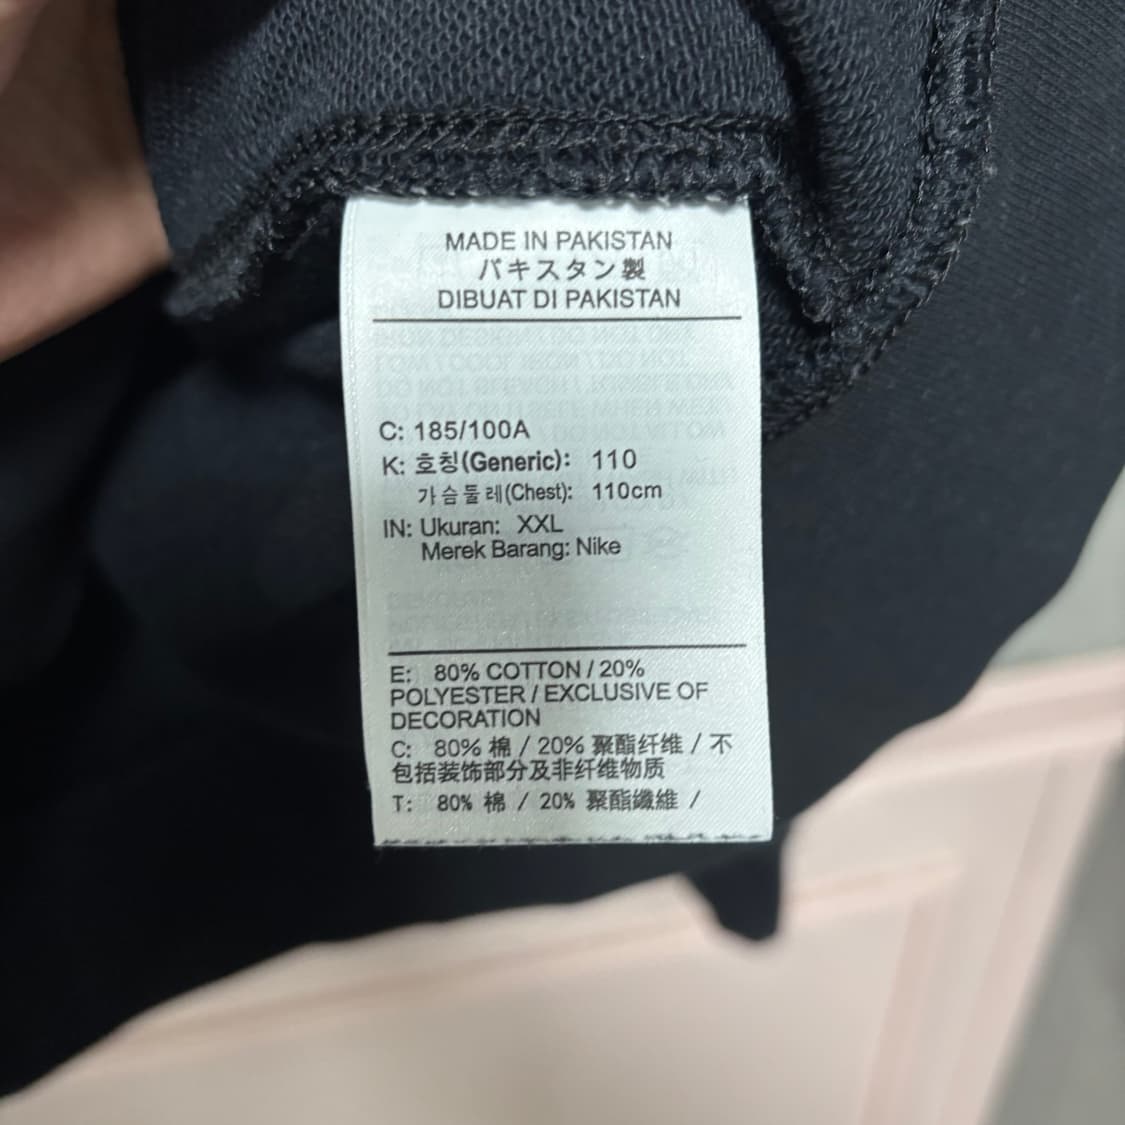 MADE IN PAKISTAN
パキスタン製
DIBUAT DI PAKISTAN
C: 185/100A
K: 호칭(Generic): 110
가슴둘레(Chest): 110cm
IN: Ukuran: XXL
Merek Barang: Nike
E: 80% COTTON / 20%
POLYESTER / EXCLUSIVE OF
DECORATION
C: 80% 棉 / 20% 聚酯纤维 / 不
包括装饰部分及非纤维物质
T: 80% 棉 / 20% 聚酯纖維 /